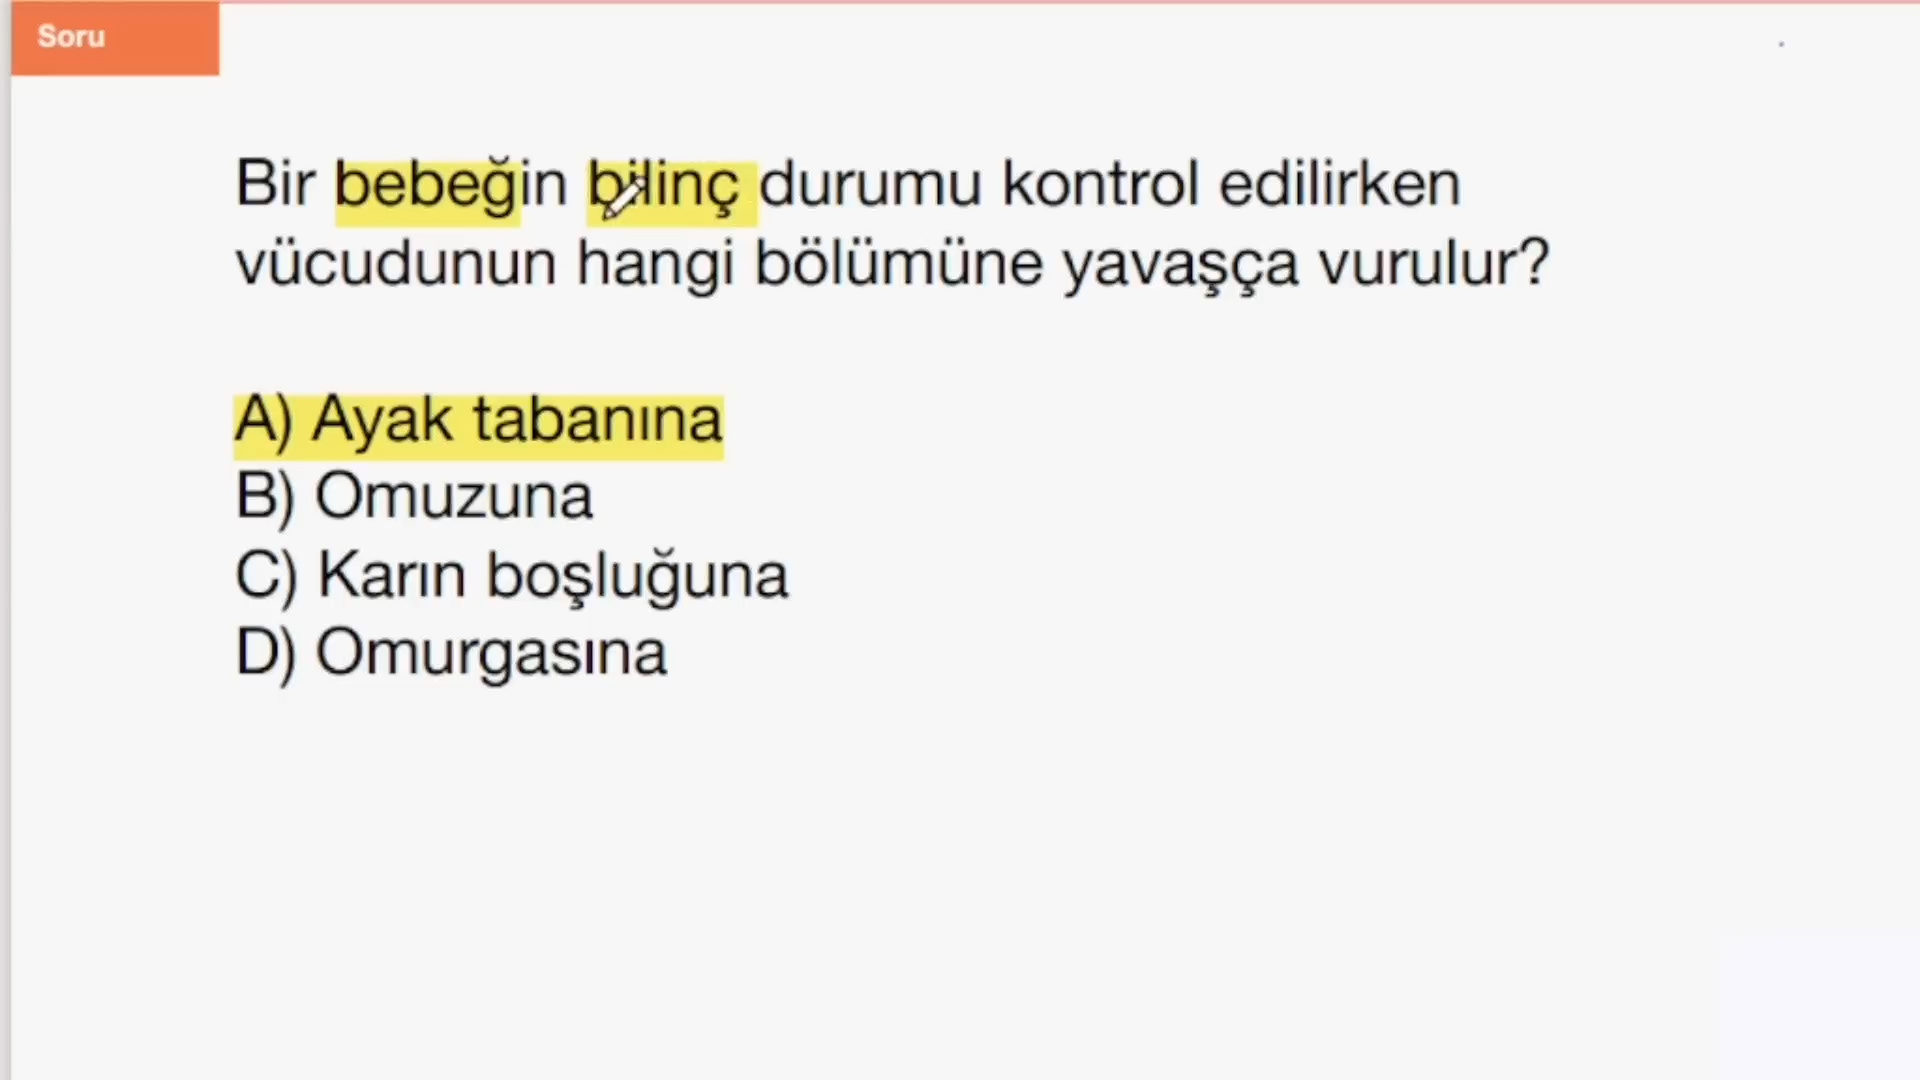 Soru
Bir bebeğin bilinç durumu kontrol edilirken
vücudunun hangi bölümüne yavaşça vurulur?
A) Ayak tabanına
B) Omuzuna
C) Karın boşluğuna
D) Omurgasına